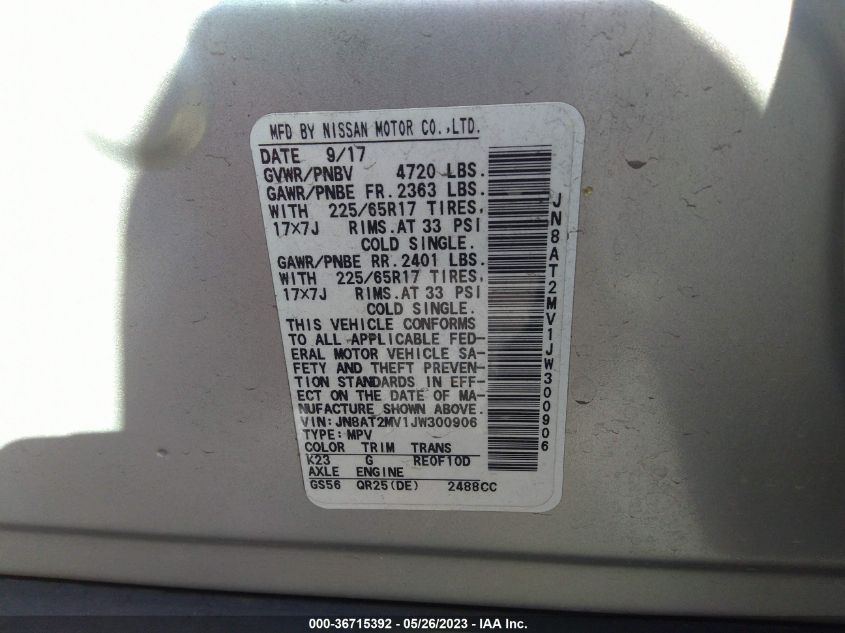 MFD BY NISSAN MOTOR CO.,LTD.
DATE 9/17
GVWR/PNBV 4720 LBS.
GAWR/PNBE FR.2363 LBS.
WITH 225/65R17 TIRES,
17×7J RIMS.AT 33 PSI
COLD SINGLE.
GAWR/PNBE RR.2401 LBS.
WITH 225/65R17 TIRES,
17×7J RIMS.AT 33 PSI
COLD SINGLE.
THIS VEHICLE CONFORMS
TO ALL APPLICABLE FED-
ERAL MOTOR VEHICLE SA-
FETY AND THEFT PREVEN-
TION STANDARDS IN EFF-
ECT ON THE DATE OF MA-
NUFACTURE SHOWN ABOVE.
VIN:JN8AT2MV1JW300906
TYPE:MPV
COLOR TRIM TRANS
K23 G RE0F10D
AXLE ENGINE
GS56 QR25(DE) 2488CC
JN8AT2MV1JW300906
000-36715392 - 05/26/2023 - IAA Inc.